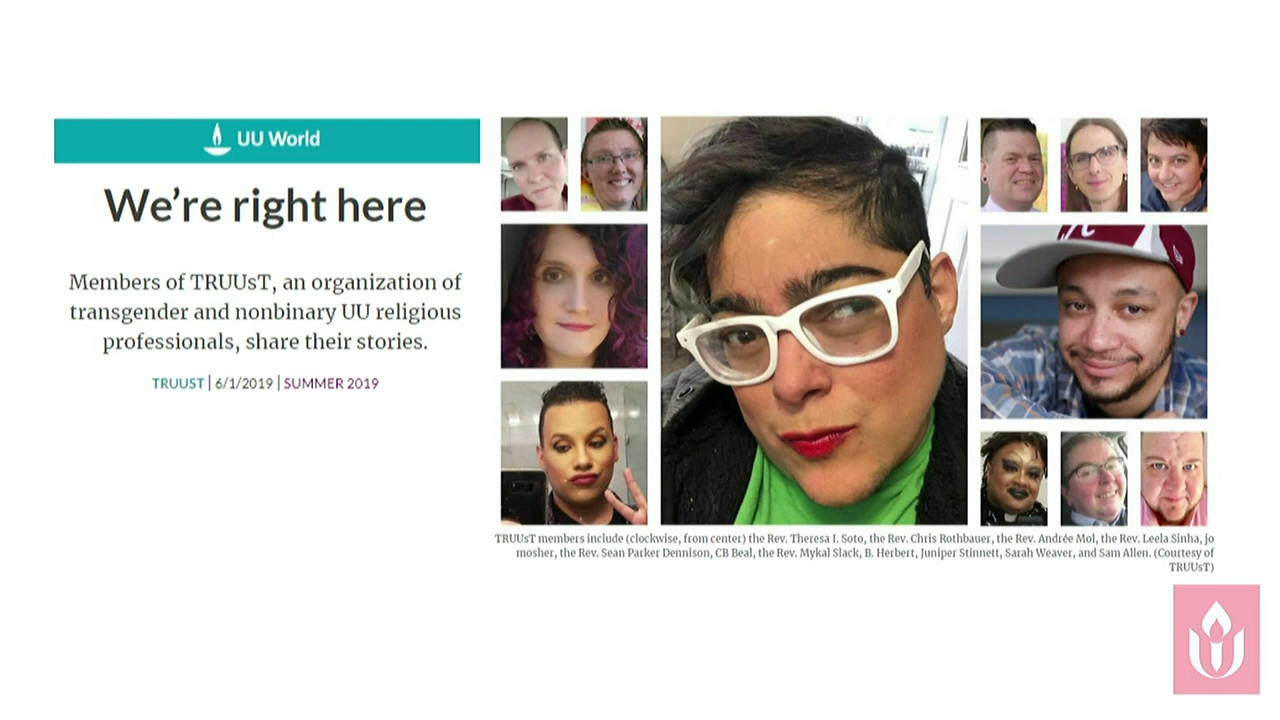 UU World
We're right here
Members of TRUUsT, an organization of
transgender and nonbinary UU religious
professionals, share their stories.
TRUUST | 6/1/2019 | SUMMER 2019
TRUUsT members include (clockwise, from center) the Rev. Theresa I. Soto, the Rev. Chris Rothbauer, the Rev. Andrée Mol, the Rev. Leela Sinha, jo
mosher, the Rev. Sean Parker Dennison, CB Beal, the Rev. Mykal Slack, B. Herbert, Juniper Stinnett, Sarah Weaver, and Sam Allen. (Courtesy of
TRUUsT)